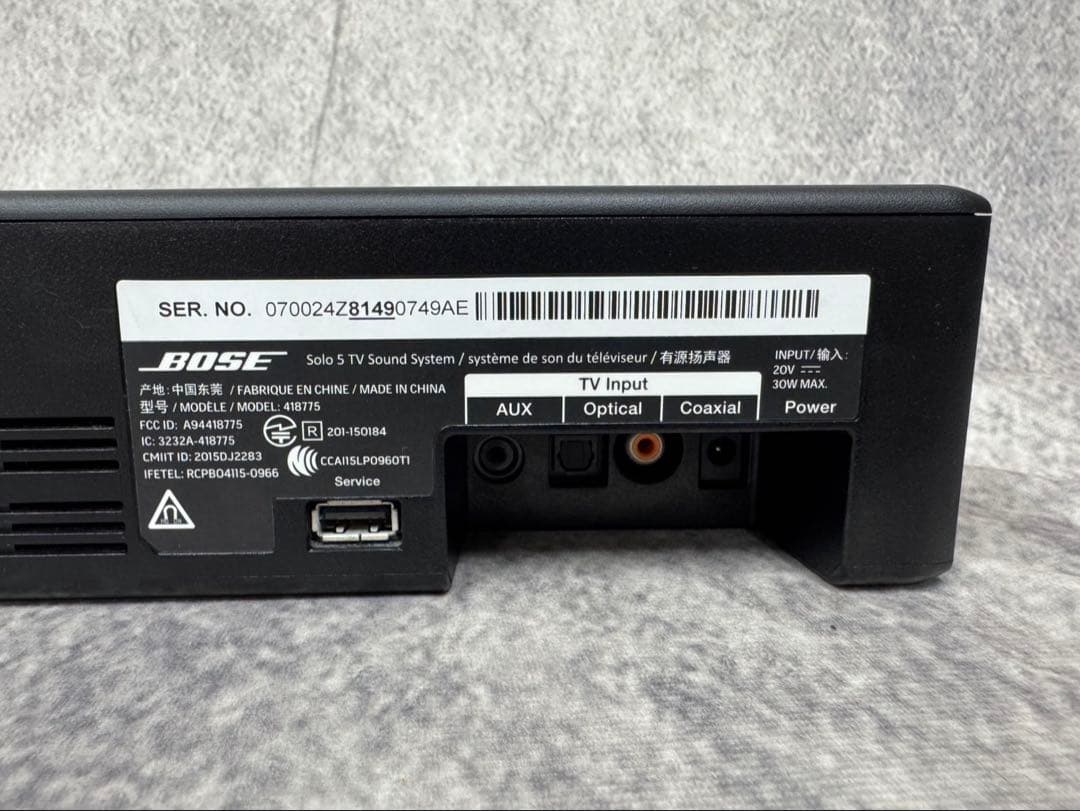 SER. NO. 070024Z81490749AE
BOSE Solo 5 TV Sound System / système de son du téléviseur / 有源扬声器
产地: 中国东莞 / FABRIQUE EN CHINE / MADE IN CHINA
型号 / MODÈLE / MODEL: 418775
FCC ID: A94418775
IC: 3232A-418775
CMIIT ID: 2015DJ2283
IFETEL: RCPBO4115-0966
R 201-150184
CCAI15LP0960T1
Service
TV Input
AUX Optical Coaxial
INPUT/ 输入:
20V
30W MAX.
Power